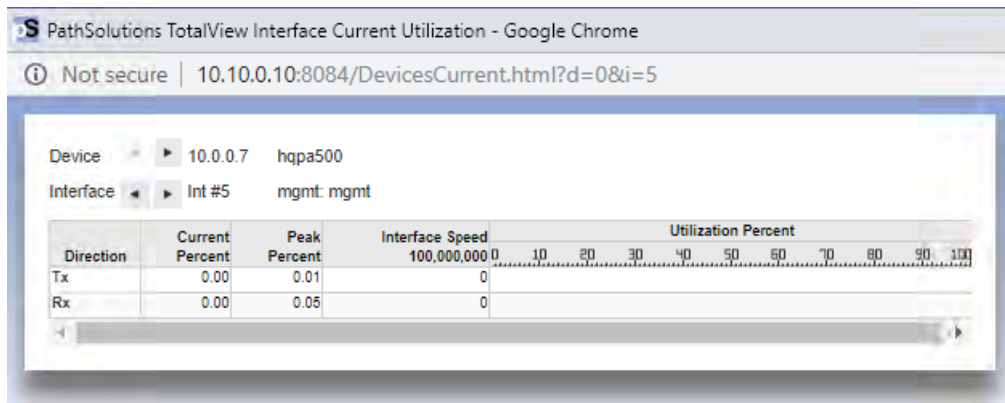 S PathSolutions TotalView Interface Current Utilization - Google Chrome
Not secure | 10.10.0.10:8084/DevicesCurrent.html?d=0&i=5
Device 10.0.0.7 hqpa500
Interface Int #5 mgmt: mgmt
Current Peak Interface Speed Utilization Percent
Direction Percent Percent 100,000,000 0 10 20 30 40 50 60 70 80 90 100
Tx 0.00 0.01 0
Rx 0.00 0.05 0